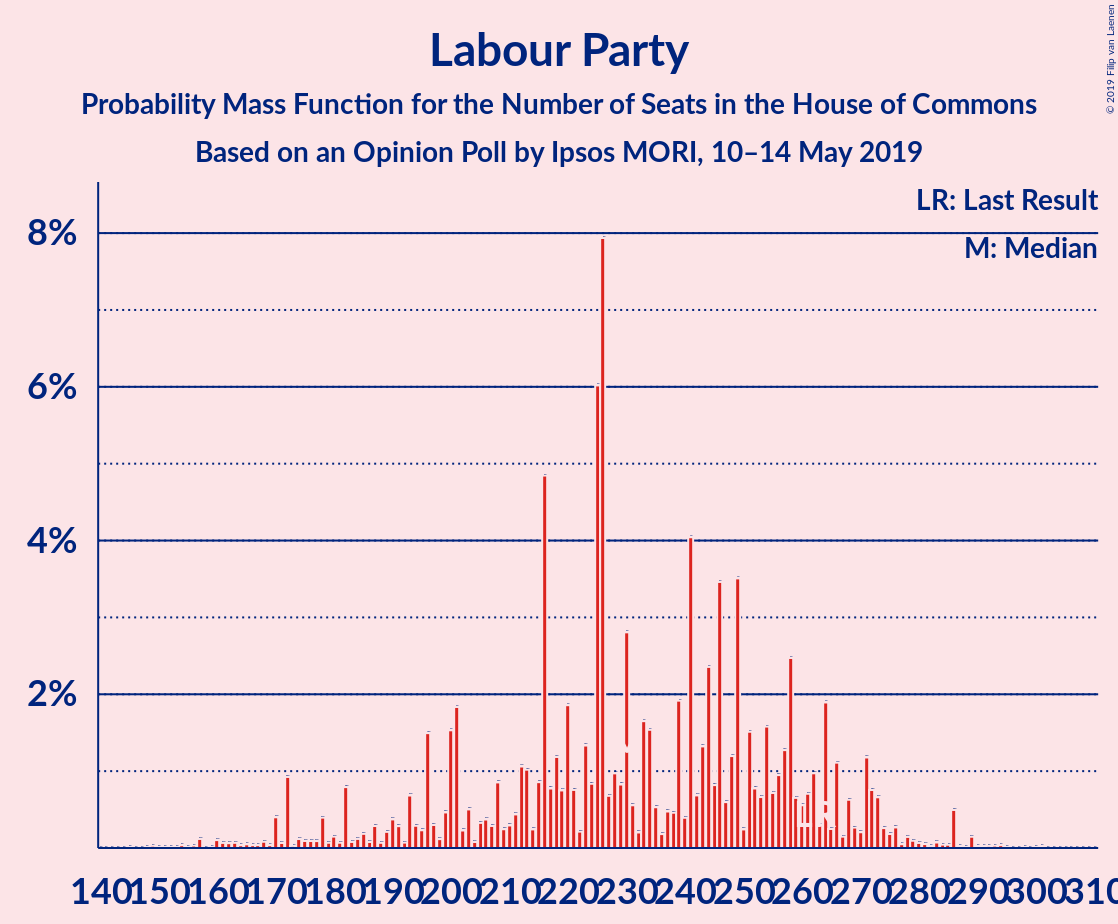 Labour Party
Probability Mass Function for the Number of Seats in the House of Commons
Based on an Opinion Poll by Ipsos MORI, 10–14 May 2019
© 2019 Filip van Laenen
LR: Last Result
M: Median
8%
6%
4%
2%
140 150 160 170 180 190 200 210 220 230 240 250 260 270 280 290 300 310